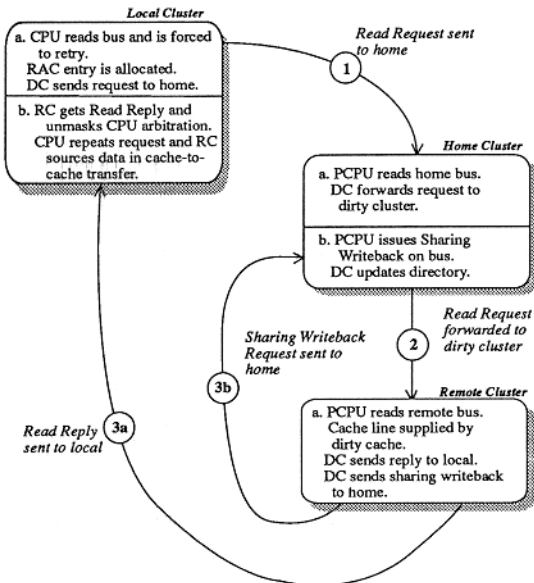 Local Cluster
a. CPU reads bus and is forced
to retry.
RAC entry is allocated.
DC sends request to home.
b. RC gets Read Reply and
unmasks CPU arbitration.
CPU repeats request and RC
sources data in cache-to-
cache transfer.
Read Request sent
to home
1
Home Cluster
a. PCPU reads home bus.
DC forwards request to
dirty cluster.
b. PCPU issues Sharing
Writeback on bus.
DC updates directory.
Read Request
forwarded to
dirty cluster
2
Sharing Writeback
Request sent to
home
3b
Remote Cluster
a. PCPU reads remote bus.
Cache line supplied by
dirty cache.
DC sends reply to local.
DC sends sharing writeback
to home.
Read Reply
sent to local
3a